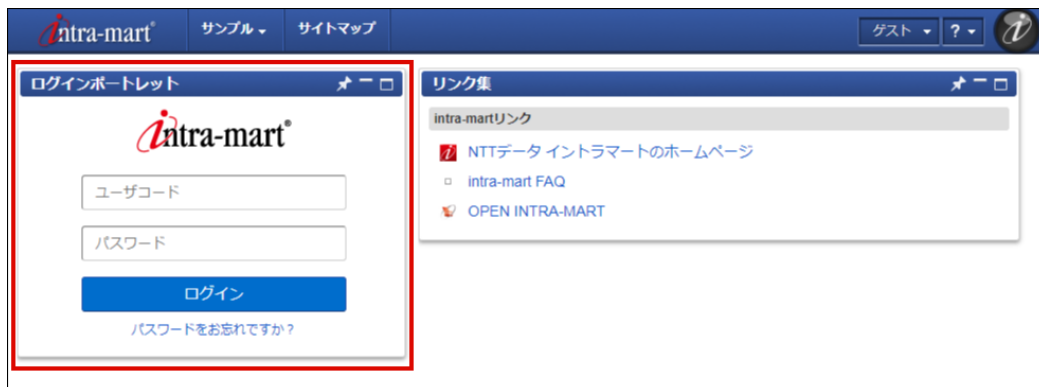 intra-mart® サンプル サイトマップ ゲスト ?
ログインポートレット
intra-mart®
ユーザコード
パスワード
ログイン
パスワードをお忘れですか？
リンク集
intra-martリンク
NTTデータ イントラマートのホームページ
intra-mart FAQ
OPEN INTRA-MART